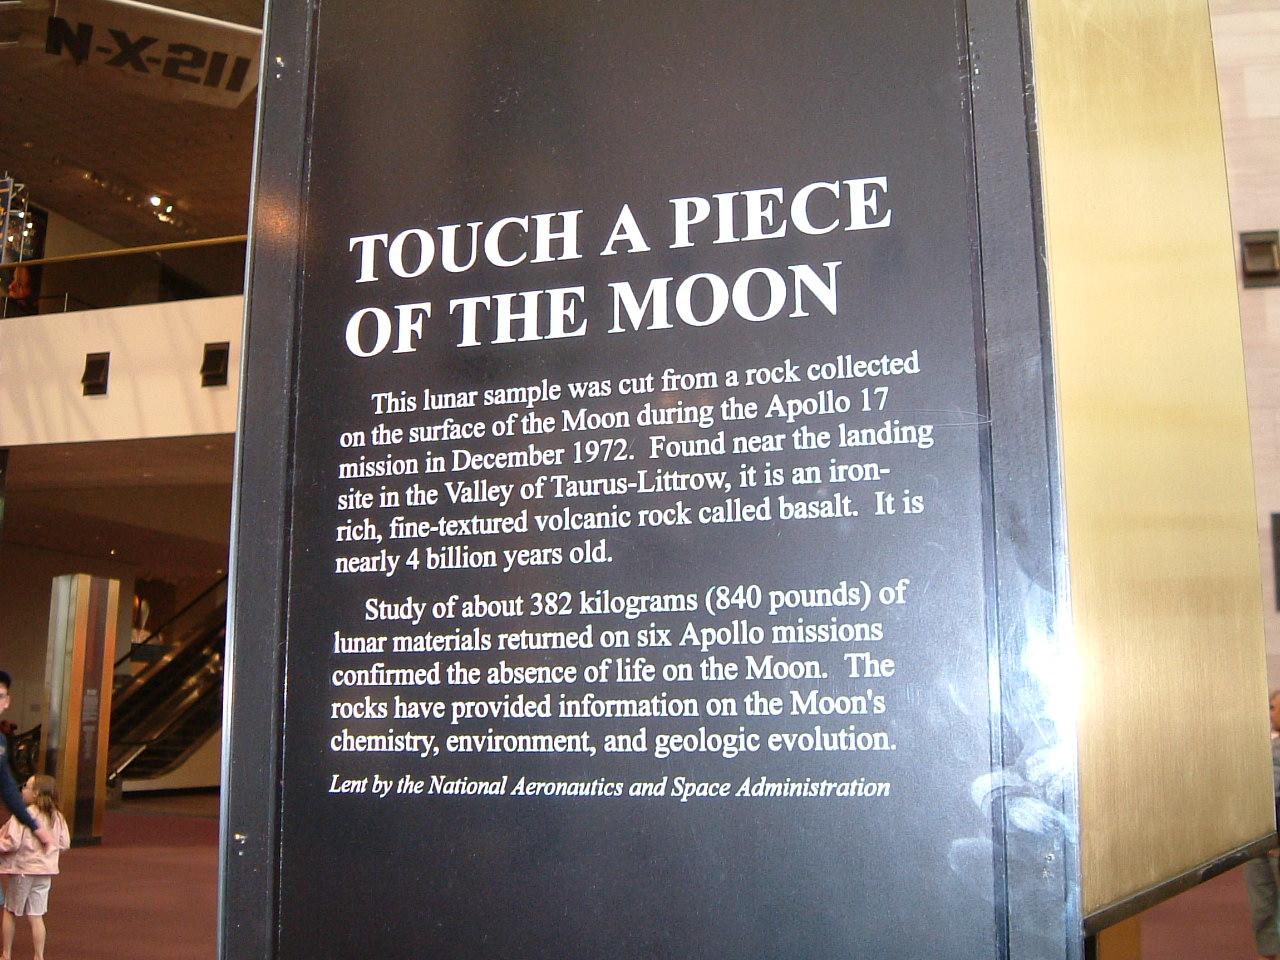 N-X-211
TOUCH A PIECE
OF THE MOON
This lunar sample was cut from a rock collected
on the surface of the Moon during the Apollo 17
mission in December 1972. Found near the landing
site in the Valley of Taurus-Littrow, it is an iron-
rich, fine-textured volcanic rock called basalt. It is
nearly 4 billion years old.
Study of about 382 kilograms (840 pounds) of
lunar materials returned on six Apollo missions
confirmed the absence of life on the Moon. The
rocks have provided information on the Moon's
chemistry, environment, and geologic evolution.
Lent by the National Aeronautics and Space Administration